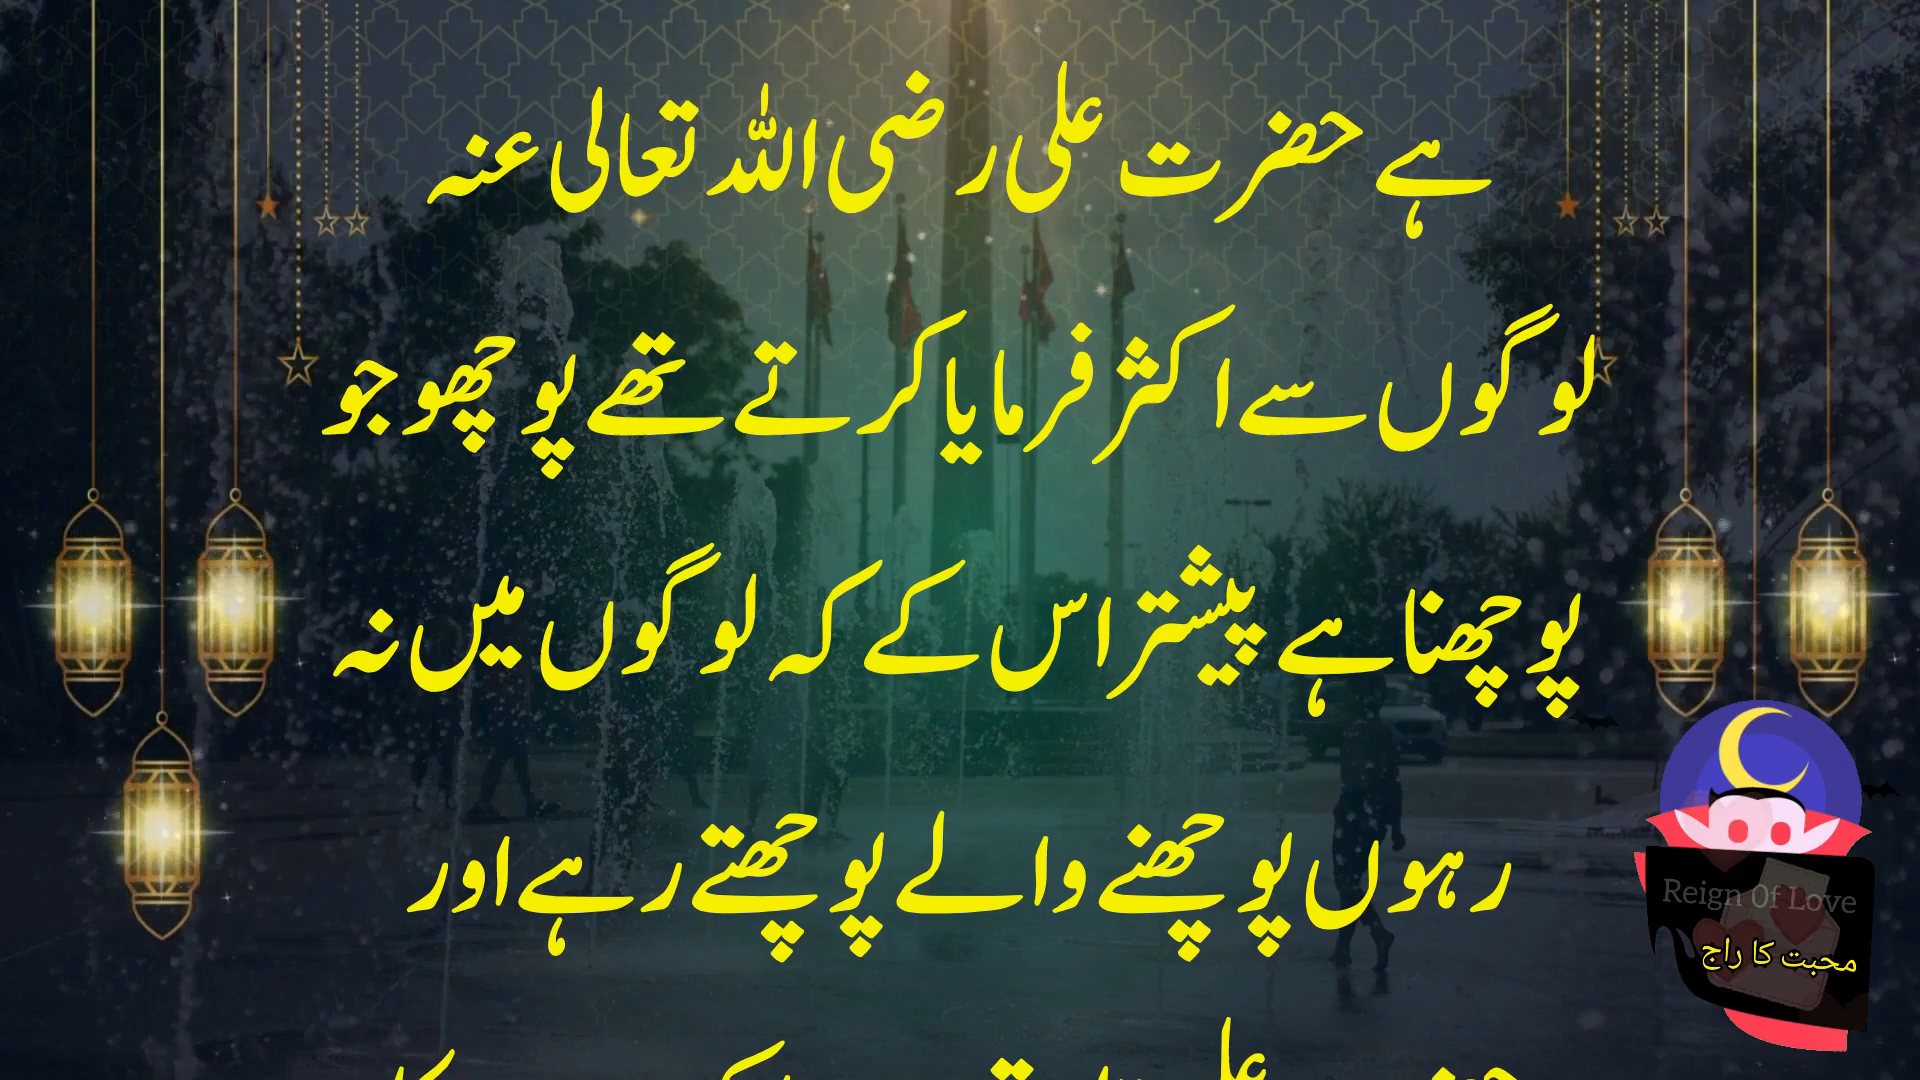 ہے حضرت علی رضی اللہ تعالی عنہ
لوگوں سے اکثر فرمایا کرتے تھے پوچھو جو
پوچھنا ہے پیشتر اس کے کہ لوگوں میں نہ
رہوں پوچھنے والے پوچھتے رہے اور
Reign Of Love
محبت کا راج